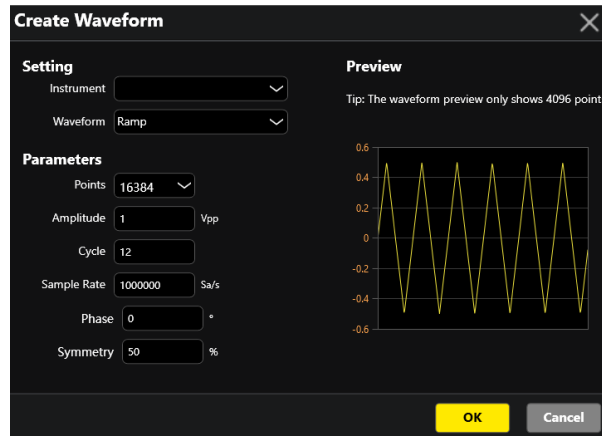 Create Waveform
Setting
Instrument
Waveform Ramp
Parameters
Points 16384
Amplitude 1 Vpp
Cycle 12
Sample Rate 1000000 Sa/s
Phase 0 °
Symmetry 50 %
Preview
Tip: The waveform preview only shows 4096 point
0.6
0.4
0.2
0
-0.2
-0.4
-0.6
OK Cancel